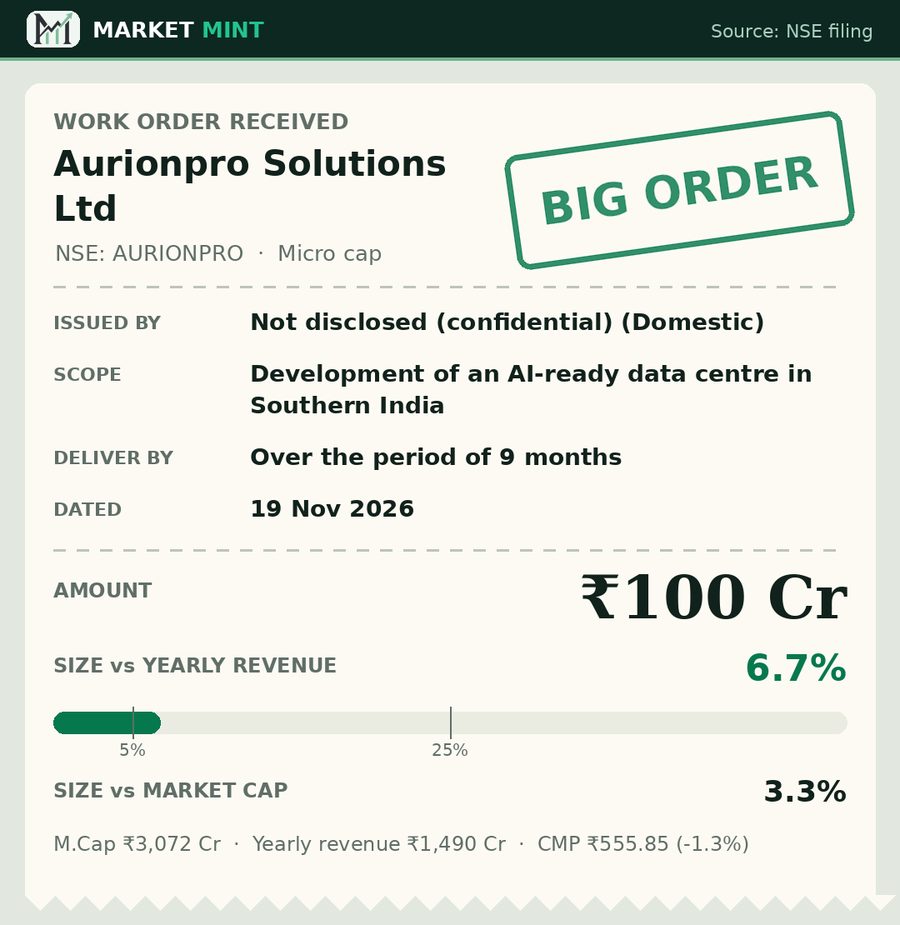 MARKET MINT
Source: NSE filing
WORK ORDER RECEIVED
Aurionpro Solutions
Ltd
BIG ORDER
NSE: AURIONPRO · Micro cap
ISSUED BY
Not disclosed (confidential) (Domestic)
SCOPE
Development of an AI-ready data centre in
Southern India
DELIVER BY
Over the period of 9 months
DATED
19 Nov 2026
AMOUNT
₹100 Cr
SIZE vs YEARLY REVENUE
6.7%
5%
25%
SIZE vs MARKET CAP
3.3%
M.Cap ₹3,072 Cr · Yearly revenue ₹1,490 Cr · CMP ₹555.85 (-1.3%)